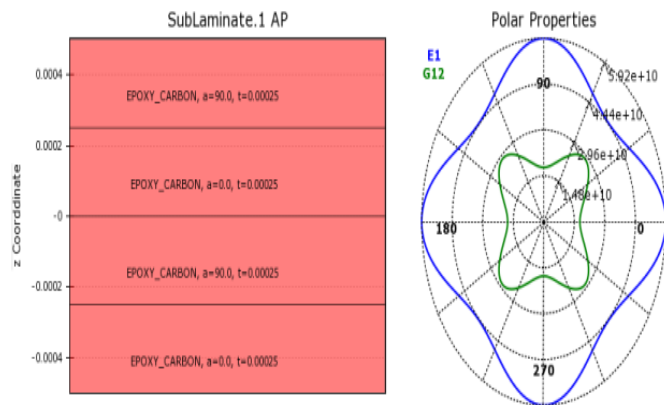 SubLaminate.1 AP
z Coorddinate
0.0004
0.0002
-0
-0.0002
-0.0004
EPOXY_CARBON, a=90.0, t=0.00025
EPOXY_CARBON, a=0.0, t=0.00025
EPOXY_CARBON, a=90.0, t=0.00025
EPOXY_CARBON, a=0.0, t=0.00025
Polar Properties
E1
G12
90
180
0
270
5.92e+10
4.44e+10
2.96e+10
1.48e+10